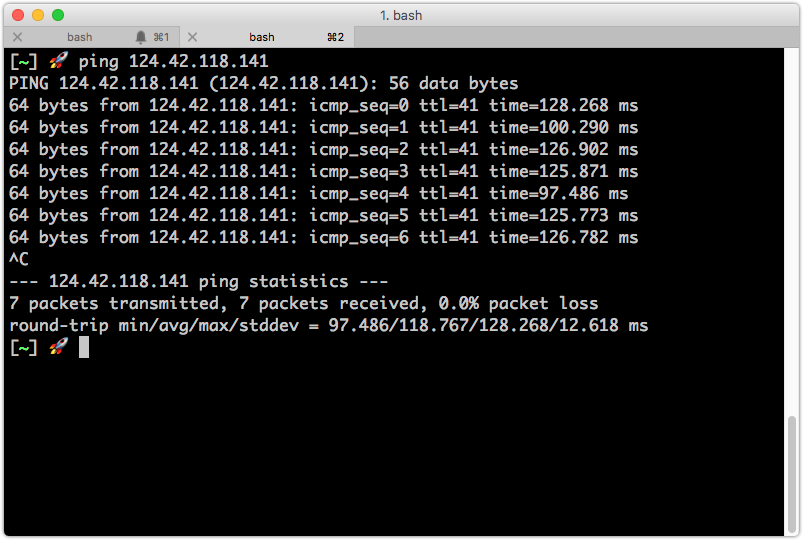 1. bash
bash ⌘1 bash ⌘2
[~] 🚀 ping 124.42.118.141
PING 124.42.118.141 (124.42.118.141): 56 data bytes
64 bytes from 124.42.118.141: icmp_seq=0 ttl=41 time=128.268 ms
64 bytes from 124.42.118.141: icmp_seq=1 ttl=41 time=100.290 ms
64 bytes from 124.42.118.141: icmp_seq=2 ttl=41 time=126.902 ms
64 bytes from 124.42.118.141: icmp_seq=3 ttl=41 time=125.871 ms
64 bytes from 124.42.118.141: icmp_seq=4 ttl=41 time=97.486 ms
64 bytes from 124.42.118.141: icmp_seq=5 ttl=41 time=125.773 ms
64 bytes from 124.42.118.141: icmp_seq=6 ttl=41 time=126.782 ms
^C
--- 124.42.118.141 ping statistics ---
7 packets transmitted, 7 packets received, 0.0% packet loss
round-trip min/avg/max/stddev = 97.486/118.767/128.268/12.618 ms
[~] 🚀